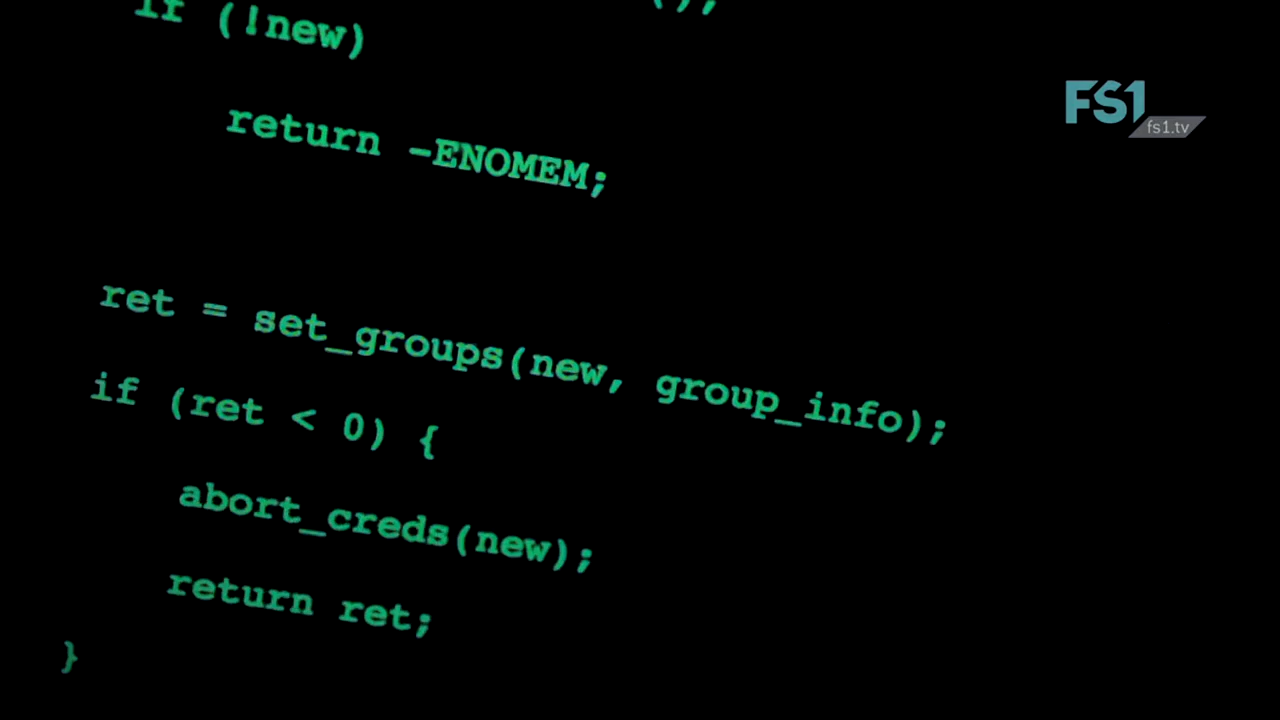 ();
if (!new)
return -ENOMEM;
ret = set_groups(new, group_info);
if (ret < 0) {
abort_creds(new);
return ret;
}
FS1
fs1.tv